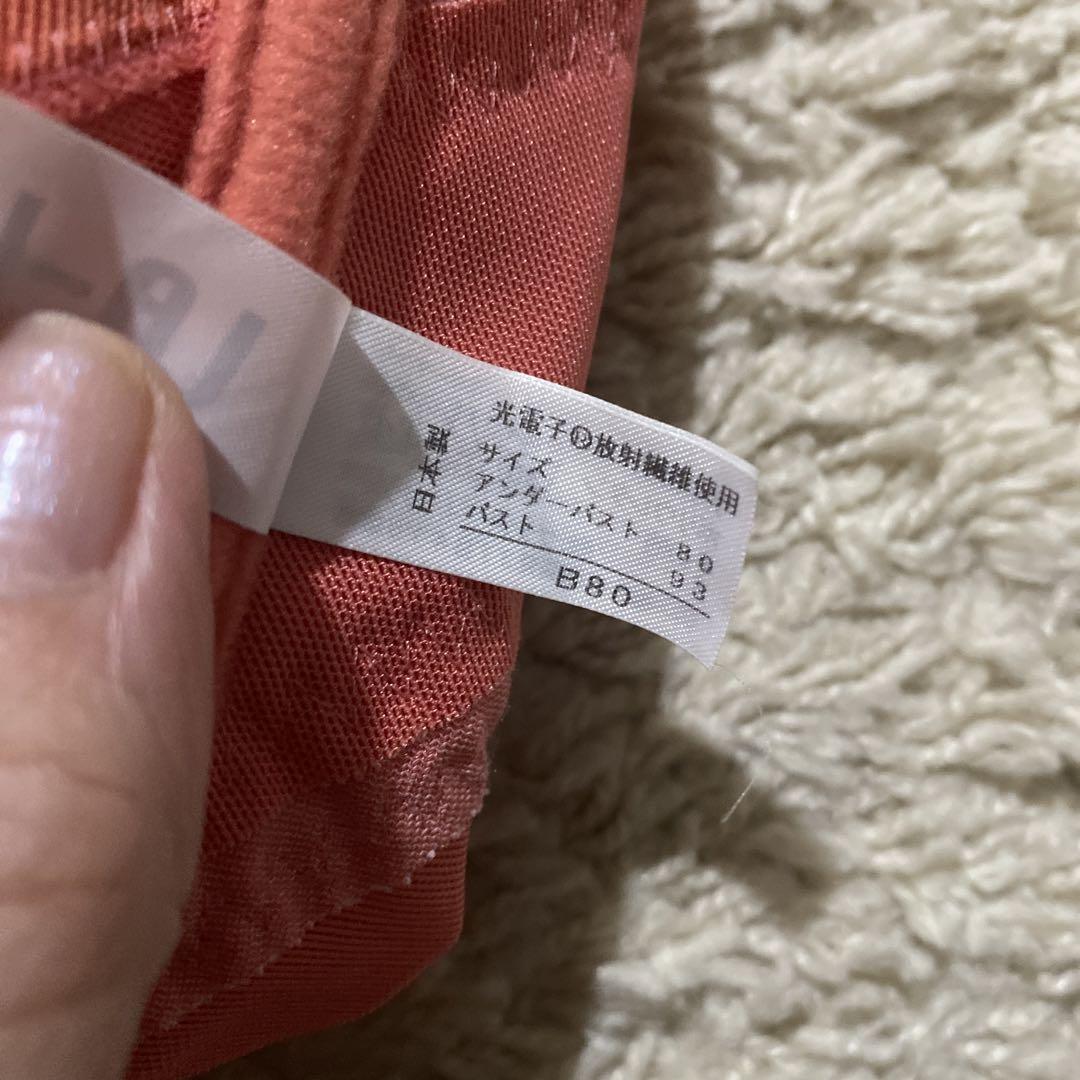 光電子Ⓡ放射繊維使用
サイズ
アンダーバスト 80
バスト 93
B80
日本製